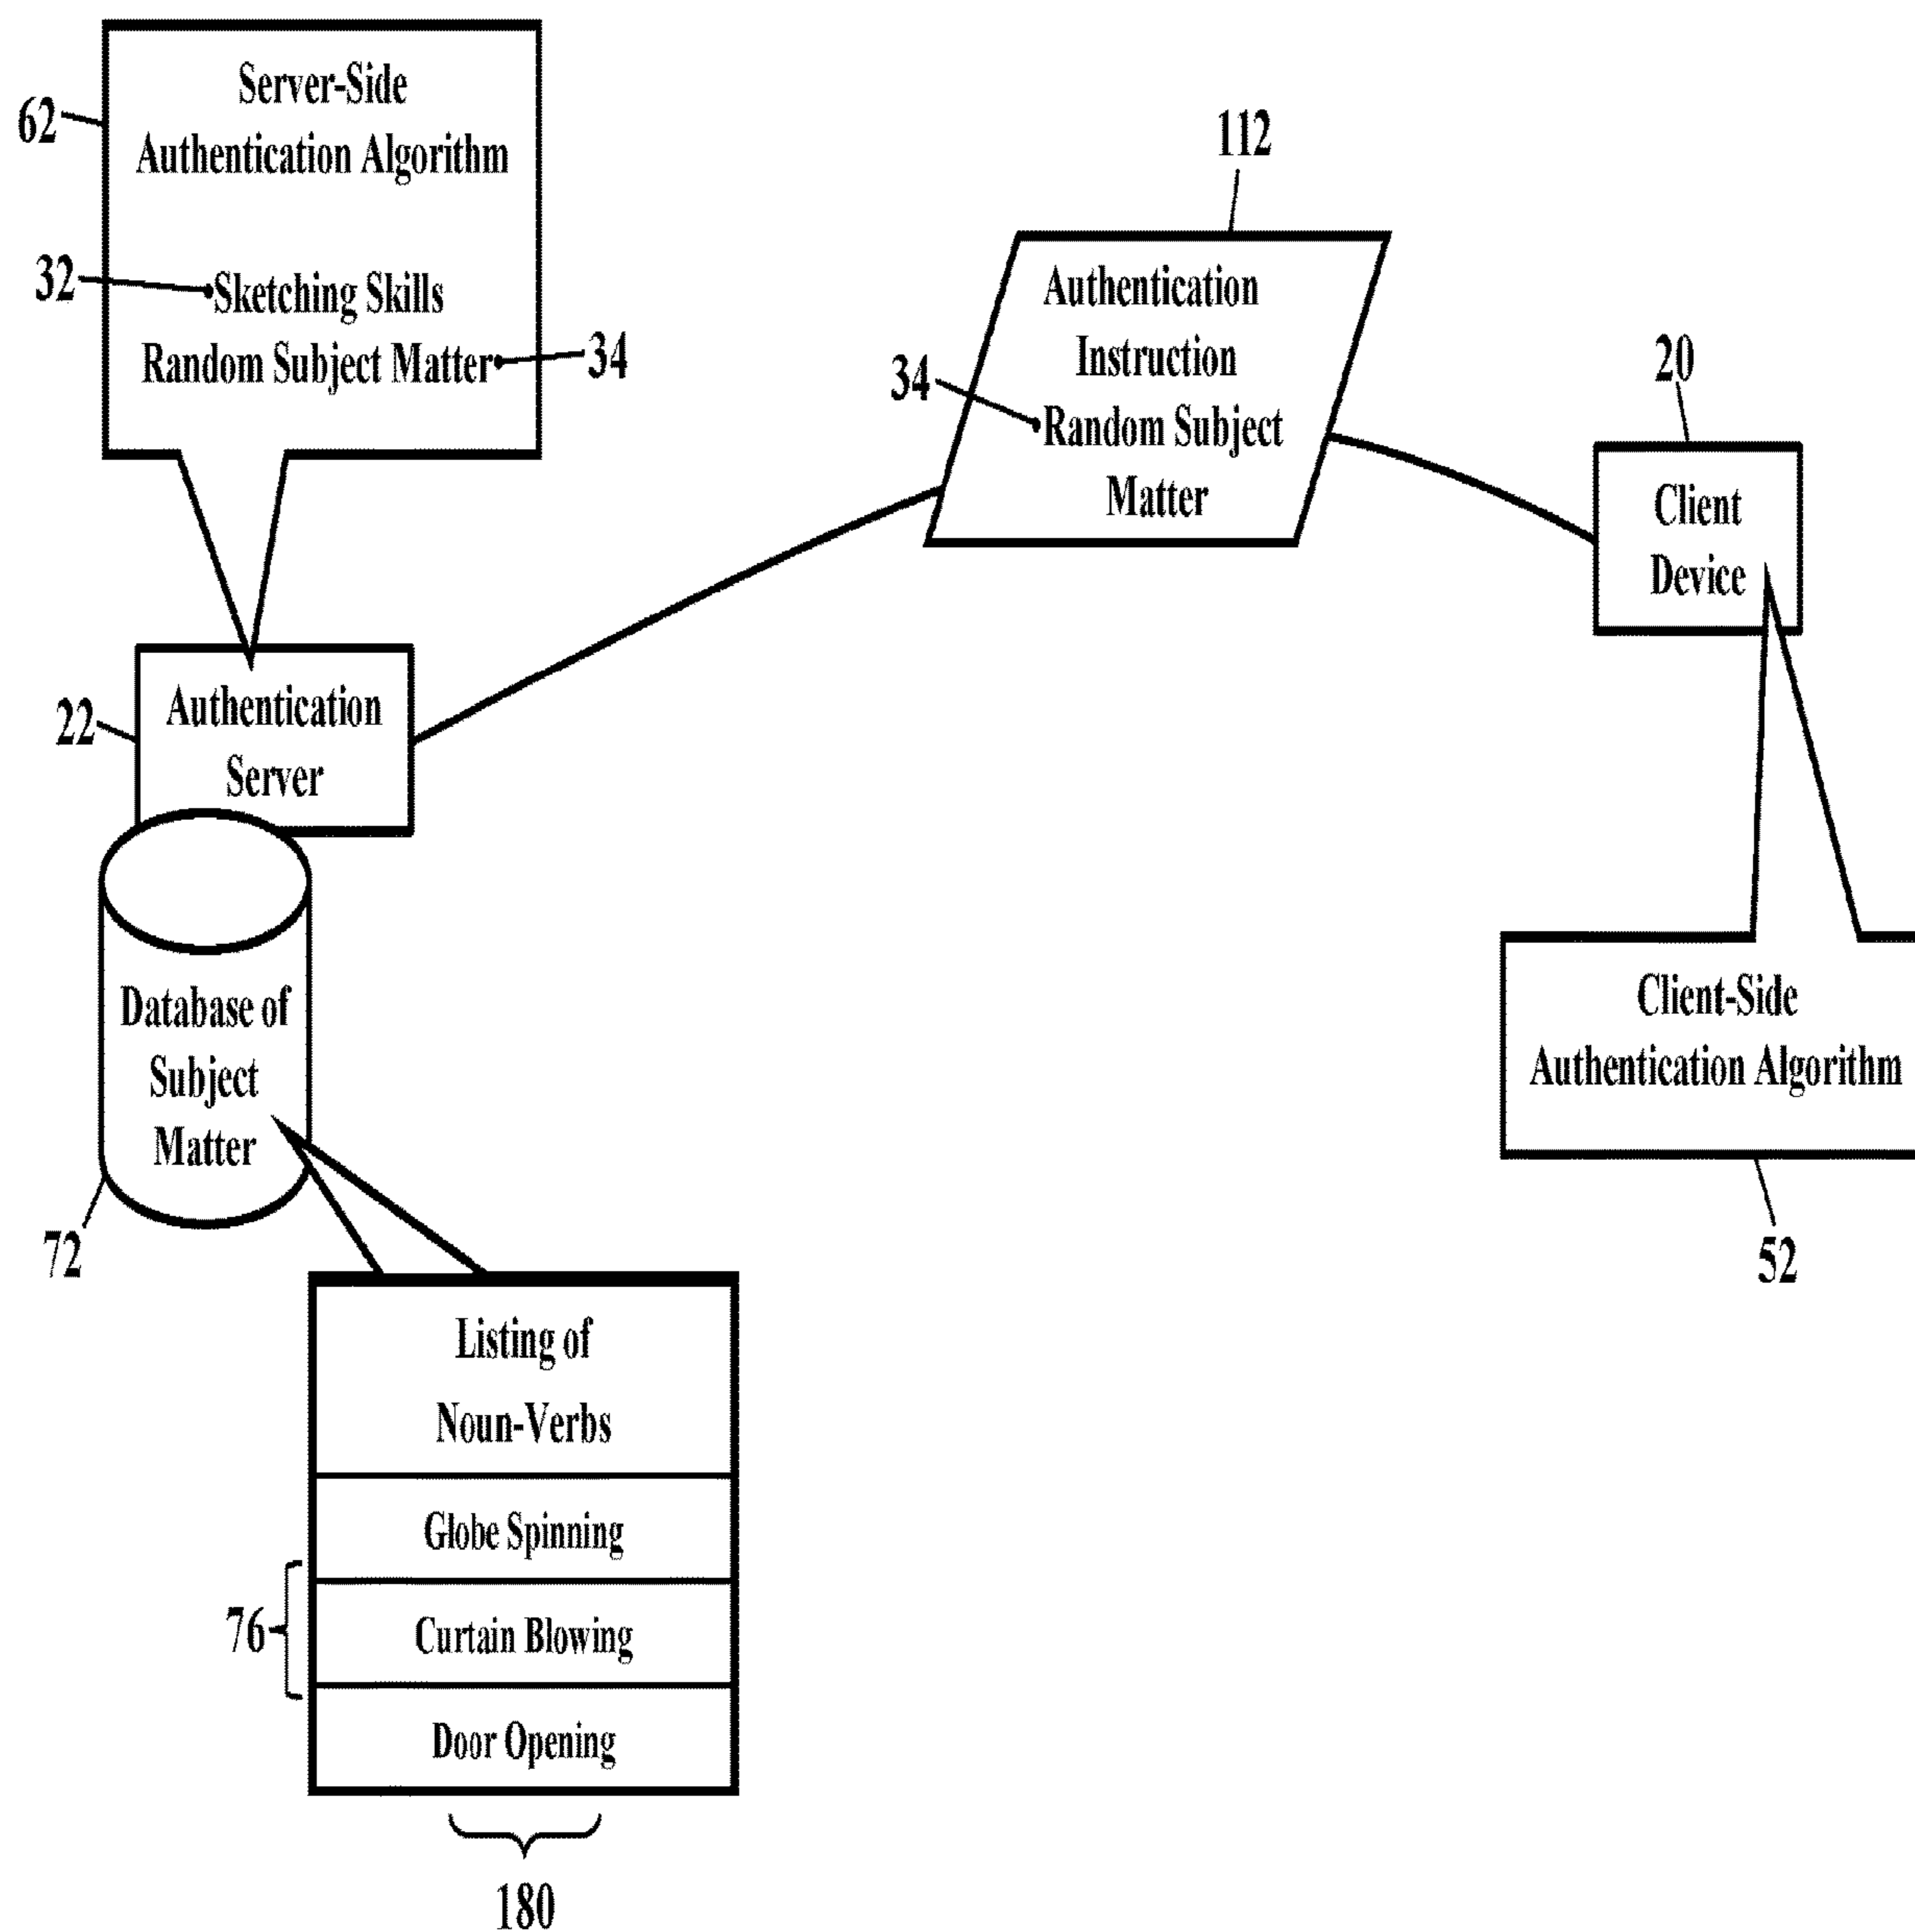 62
Server-Side
Authentication Algorithm
32
Sketching Skills
Random Subject Matter
34
112
Authentication
Instruction
34
Random Subject
Matter
20
Client
Device
22
Authentication
Server
Database of
Subject
Matter
72
Client-Side
Authentication Algorithm
52
Listing of
Noun-Verbs
Globe Spinning
76
Curtain Blowing
Door Opening
180